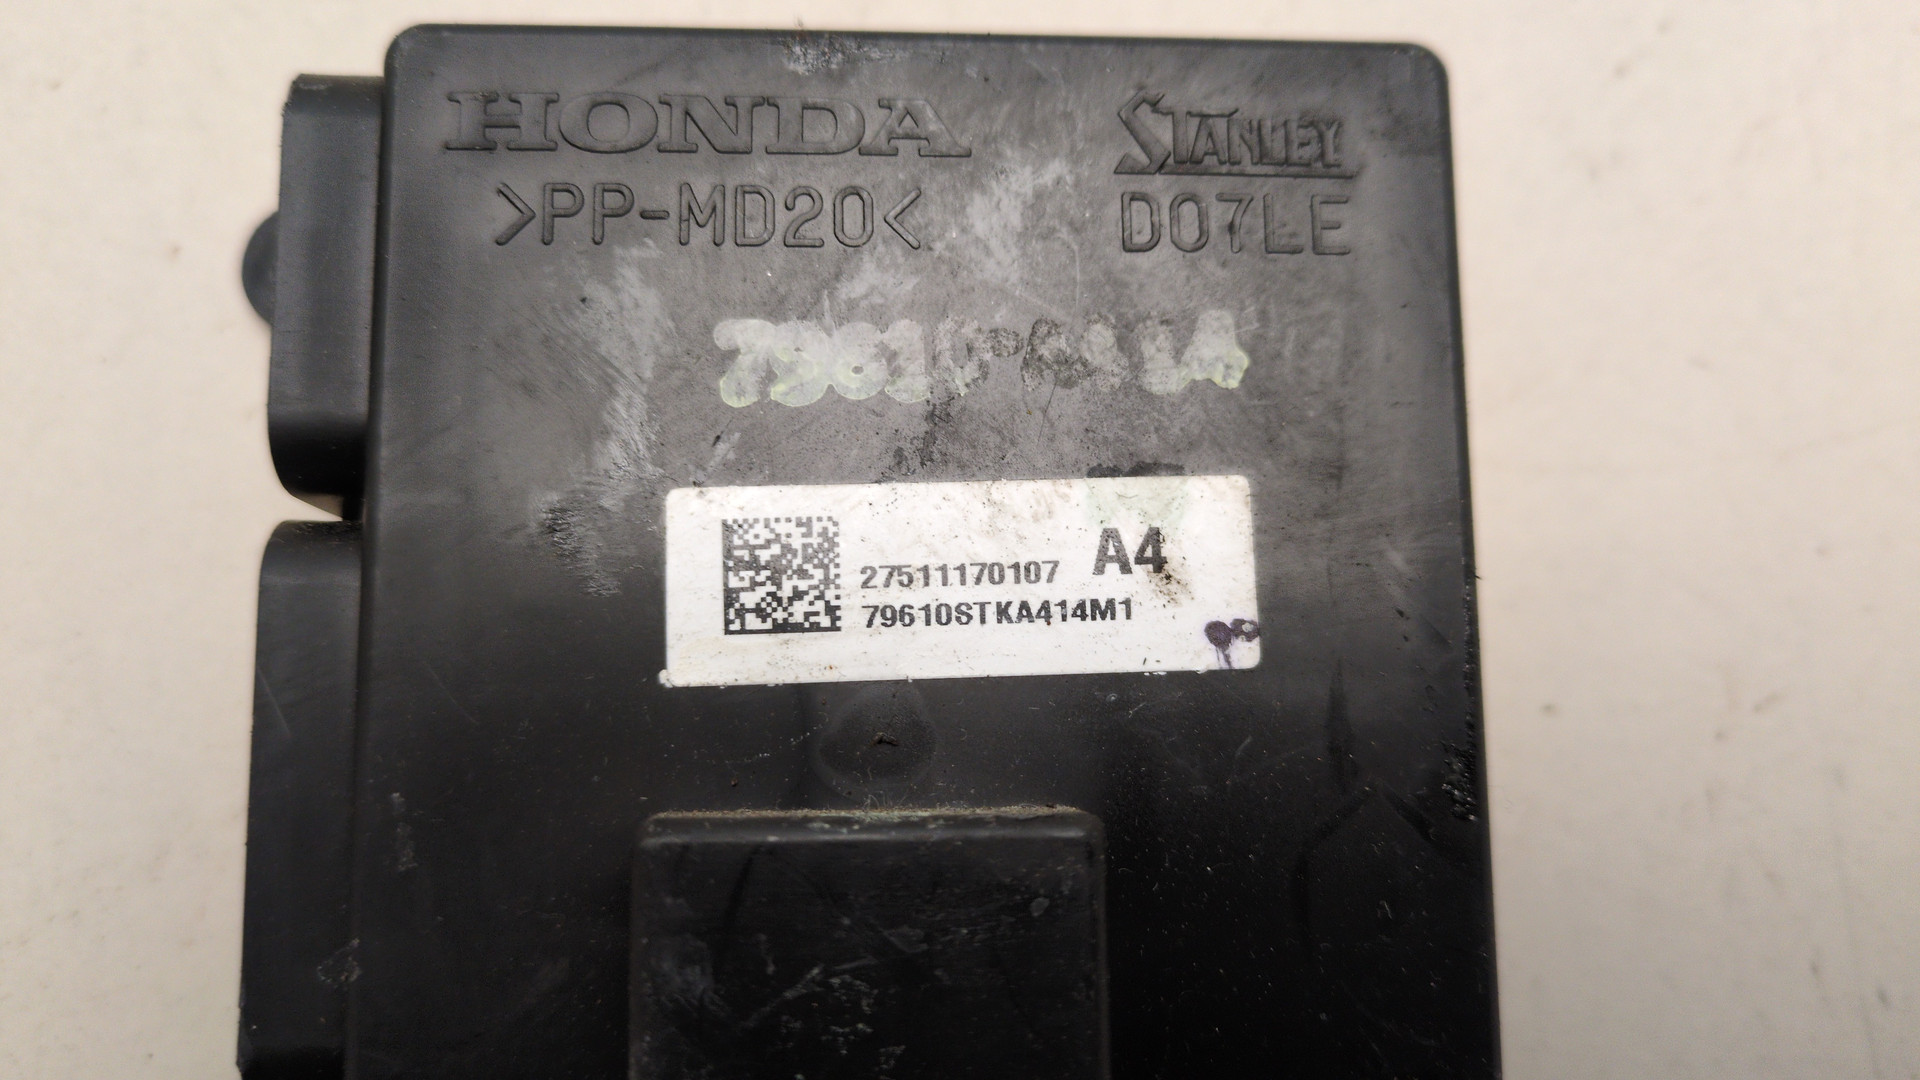 HONDA
STANLEY
>PP-MD20<
D07LE
27511170107 A4
79610STKA414M1